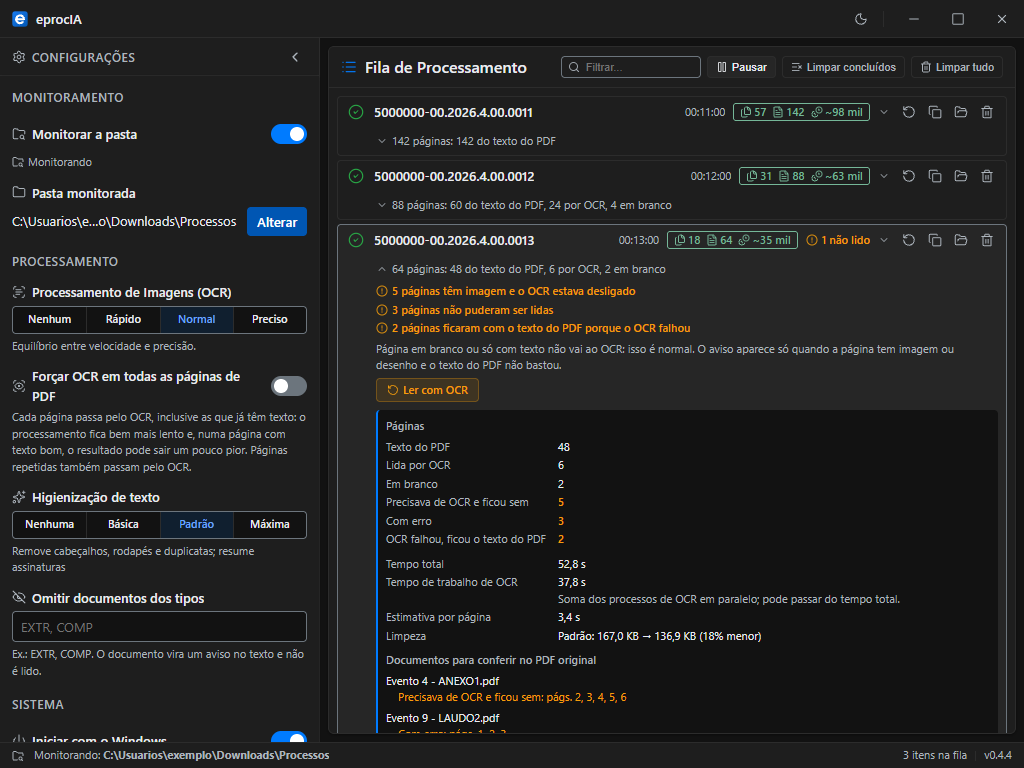 eprocIA
CONFIGURAÇÕES
MONITORAMENTO
Monitorar a pasta
Monitorando
Pasta monitorada
C:\Usuarios\e...o\Downloads\Processos
Alterar
PROCESSAMENTO
Processamento de Imagens (OCR)
Nenhum Rápido Normal Preciso
Equilíbrio entre velocidade e precisão.
Forçar OCR em todas as páginas de
PDF
Cada página passa pelo OCR, inclusive as que já têm texto: o
processamento fica bem mais lento e, numa página com
texto bom, o resultado pode sair um pouco pior. Páginas
repetidas também passam pelo OCR.
Higienização de texto
Nenhuma Básica Padrão Máxima
Remove cabeçalhos, rodapés e duplicatas; resume
assinaturas
Omitir documentos dos tipos
EXTR, COMP
Ex.: EXTR, COMP. O documento vira um aviso no texto e não
é lido.
SISTEMA
Iniciar com o Windows
Fila de Processamento
Filtrar...
Pausar
Limpar concluídos
Limpar tudo
5000000-00.2026.4.00.0011 00:11:00 57 142 ~98 mil
142 páginas: 142 do texto do PDF
5000000-00.2026.4.00.0012 00:12:00 31 88 ~63 mil
88 páginas: 60 do texto do PDF, 24 por OCR, 4 em branco
5000000-00.2026.4.00.0013 00:13:00 18 64 ~35 mil 1 não lido
64 páginas: 48 do texto do PDF, 6 por OCR, 2 em branco
5 páginas têm imagem e o OCR estava desligado
3 páginas não puderam ser lidas
2 páginas ficaram com o texto do PDF porque o OCR falhou
Página em branco ou só com texto não vai ao OCR: isso é normal. O aviso aparece só quando a página tem imagem ou
desenho e o texto do PDF não bastou.
Ler com OCR
Páginas
Texto do PDF 48
Lida por OCR 6
Em branco 2
Precisava de OCR e ficou sem 5
Com erro 3
OCR falhou, ficou o texto do PDF 2
Tempo total 52,8 s
Tempo de trabalho de OCR 37,8 s
Soma dos processos de OCR em paralelo; pode passar do tempo total.
Estimativa por página 3,4 s
Limpeza Padrão: 167,0 KB → 136,9 KB (18% menor)
Documentos para conferir no PDF original
Evento 4 - ANEXO1.pdf
Precisava de OCR e ficou sem: págs. 2, 3, 4, 5, 6
Evento 9 - LAUDO2.pdf
Com erro: págs. 1, 2, 3
Monitorando: C:\Usuarios\exemplo\Downloads\Processos
3 itens na fila
v0.4.4